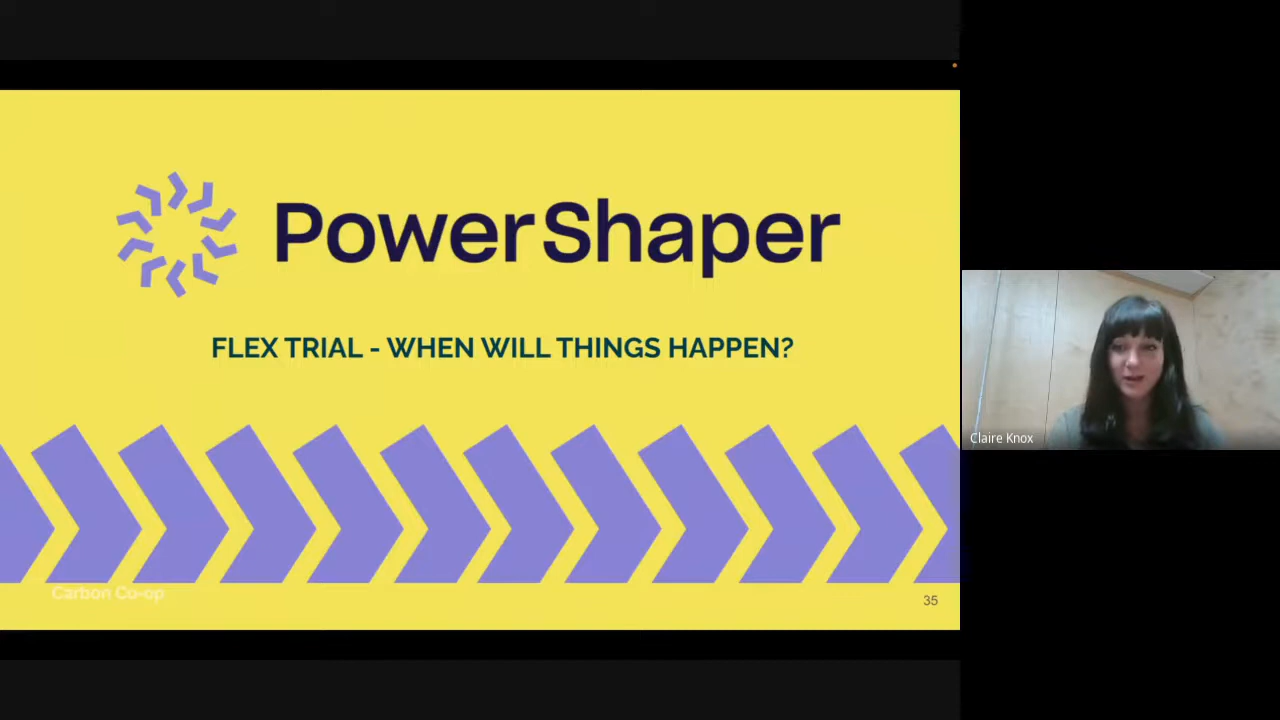 PowerShaper
FLEX TRIAL - WHEN WILL THINGS HAPPEN?
Carbon Co-op
35
Claire Knox